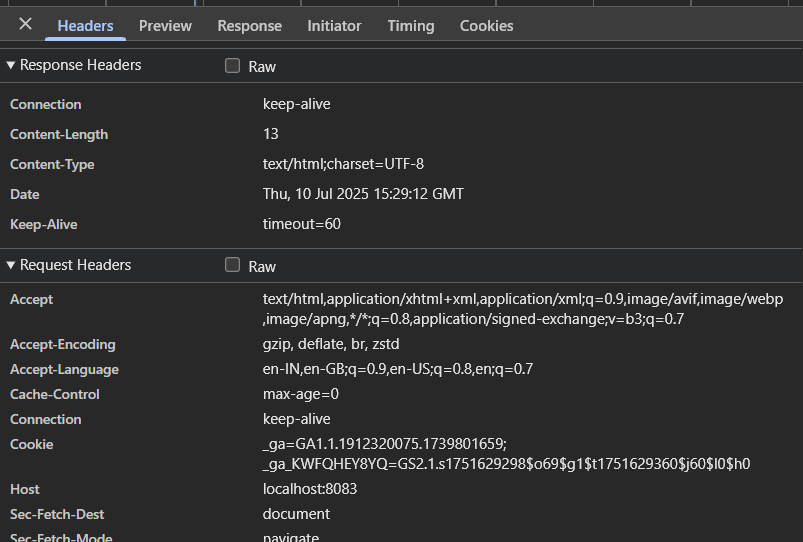 Headers Preview Response Initiator Timing Cookies
Response Headers Raw
Connection keep-alive
Content-Length 13
Content-Type text/html;charset=UTF-8
Date Thu, 10 Jul 2025 15:29:12 GMT
Keep-Alive timeout=60
Request Headers Raw
Accept text/html,application/xhtml+xml,application/xml;q=0.9,image/avif,image/webp
,image/apng,*/*;q=0.8,application/signed-exchange;v=b3;q=0.7
Accept-Encoding gzip, deflate, br, zstd
Accept-Language en-IN,en-GB;q=0.9,en-US;q=0.8,en;q=0.7
Cache-Control max-age=0
Connection keep-alive
Cookie _ga=GA1.1.1912320075.1739801659;
_ga_KWFQHEY8YQ=GS2.1.s1751629298$o69$g1$t1751629360$j60$l0$h0
Host localhost:8083
Sec-Fetch-Dest document
Sec-Fetch-Mode navigate